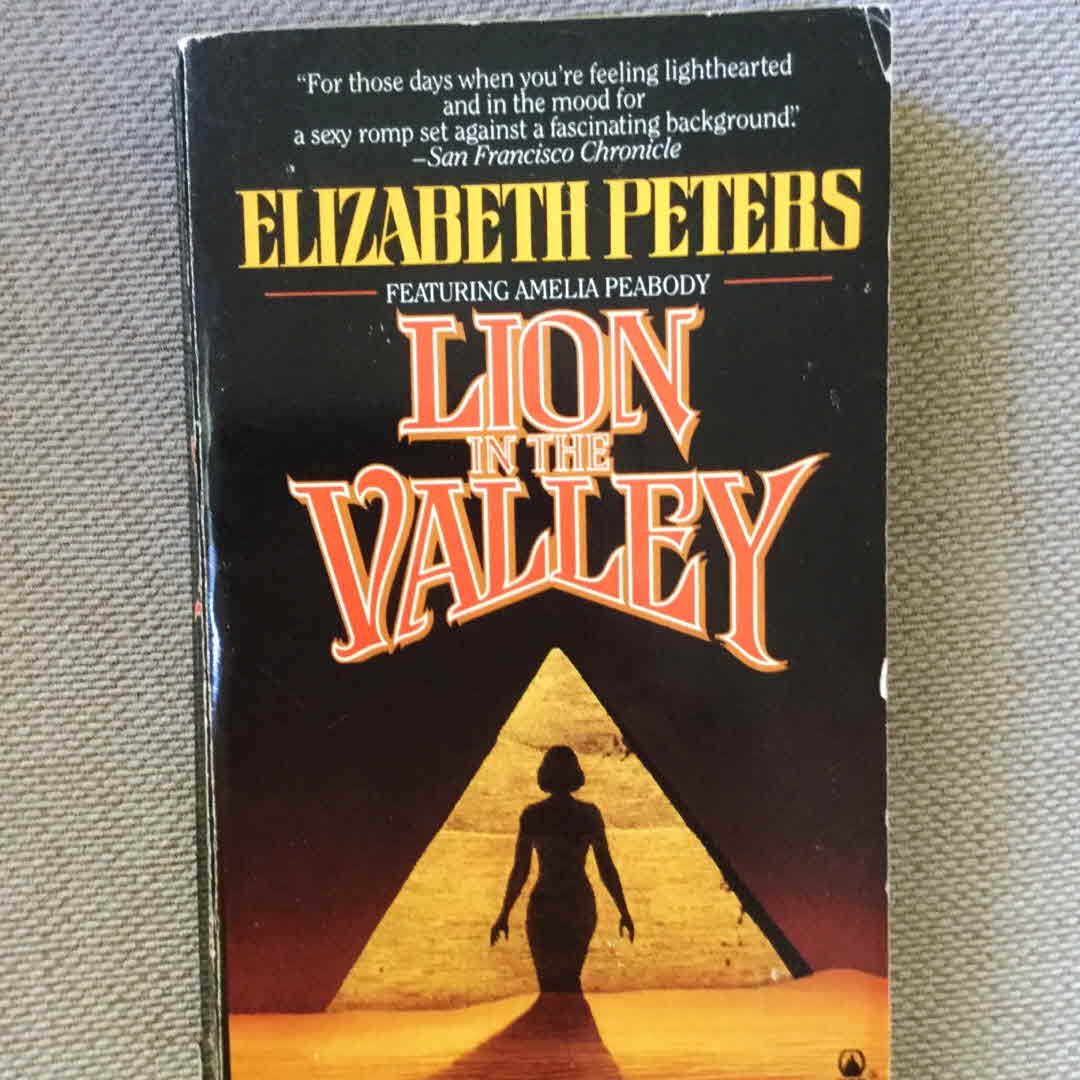 “For those days when you're feeling lighthearted
and in the mood for
a sexy romp set against a fascinating background.”
–San Francisco Chronicle
ELIZABETH PETERS
FEATURING AMELIA PEABODY
LION
IN THE
VALLEY